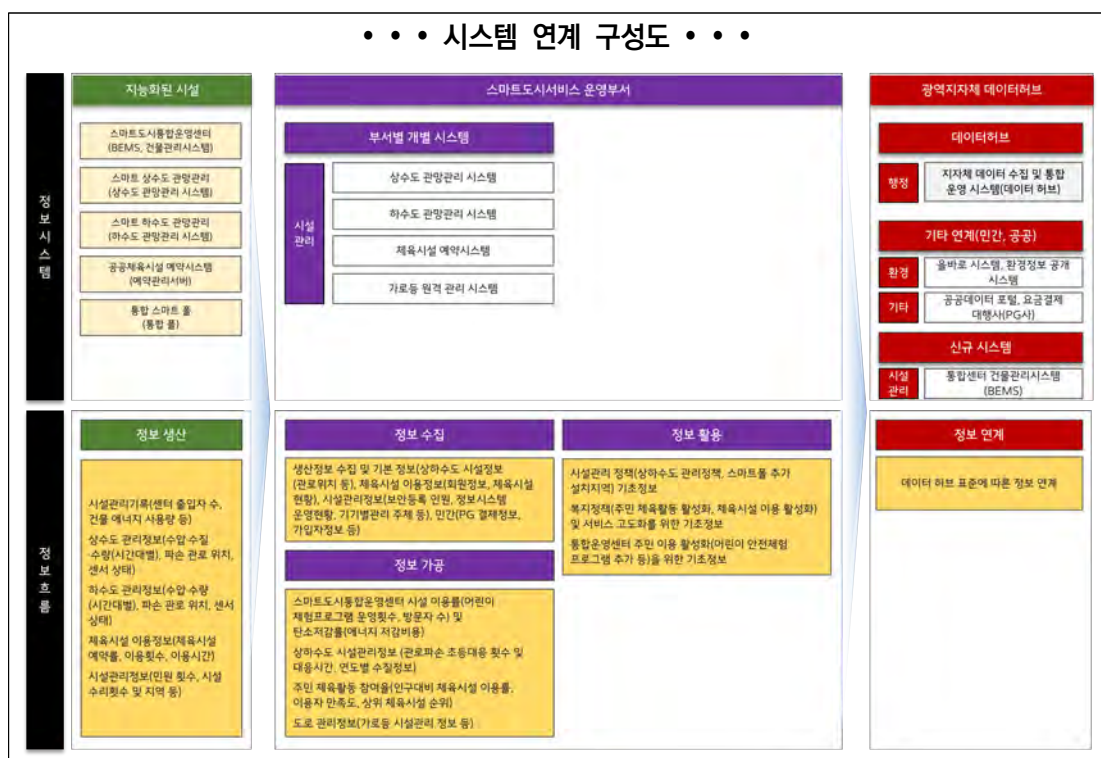 • • • 시스템 연계 구성도 • • •
정보시스템
지능화된 시설
스마트도시통합운영센터
(BEMS, 건물관리시스템)
스마트 상수도 관망관리
(상수도 관망관리 시스템)
스마트 하수도 관망관리
(하수도 관망관리 시스템)
공공체육시설 예약시스템
(예약관리서버)
통합 스마트 폴
(통합 폴)
스마트도시서비스 운영부서
부서별 개별 시스템
시설
관리
상수도 관망관리 시스템
하수도 관망관리 시스템
체육시설 예약시스템
가로등 원격 관리 시스템
광역지자체 데이터허브
데이터허브
행정
지자체 데이터 수집 및 통합
운영 시스템(데이터 허브)
기타 연계(민간, 공공)
환경
올바로 시스템, 환경정보 공개
시스템
기타
공공데이터 포털, 요금결제
대행사(PG사)
신규 시스템
시설
관리
통합센터 건물관리시스템
(BEMS)
정보흐름
정보 생산
시설관리기록(센터 출입자 수,
건물 에너지 사용량 등)
상수도 관리정보(수압·수질
·수량(시간대별), 파손 관로 위치,
센서 상태)
하수도 관리정보(수압·수량
(시간대별), 파손 관로 위치, 센서
상태)
체육시설 이용정보(체육시설
예약률, 이용횟수, 이용시간)
시설관리정보(민원 횟수, 시설
수리횟수 및 지역 등)
정보 수집
생산정보 수집 및 기본 정보(상하수도 시설정보
(관로위치 등), 체육시설 이용정보(회원정보, 체육시설
현황), 시설관리정보(보안등록 인원, 정보시스템
운영현황, 기기별관리 주체 등), 민간(PG 결제정보,
가입자정보 등)
정보 가공
스마트도시통합운영센터 시설 이용률(어린이
체험프로그램 운영횟수, 방문자 수) 및
탄소저감률(에너지 저감비용)
상하수도 시설관리정보 (관로파손 초동대응 횟수 및
대응시간, 연도별 수질정보)
주민 체육활동 참여율(인구대비 체육시설 이용률,
이용자 만족도, 상위 체육시설 순위)
도로 관리정보(가로등 시설관리 정보 등)
정보 활용
시설관리 정책(상하수도 관리정책, 스마트폴 추가
설치지역) 기초정보
복지정책(주민 체육활동 활성화, 체육시설 이용 활성화)
및 서비스 고도화를 위한 기초정보
통합운영센터 주민 이용 활성화(어린이 안전체험
프로그램 추가 등)을 위한 기초정보
정보 연계
데이터 허브 표준에 따른 정보 연계